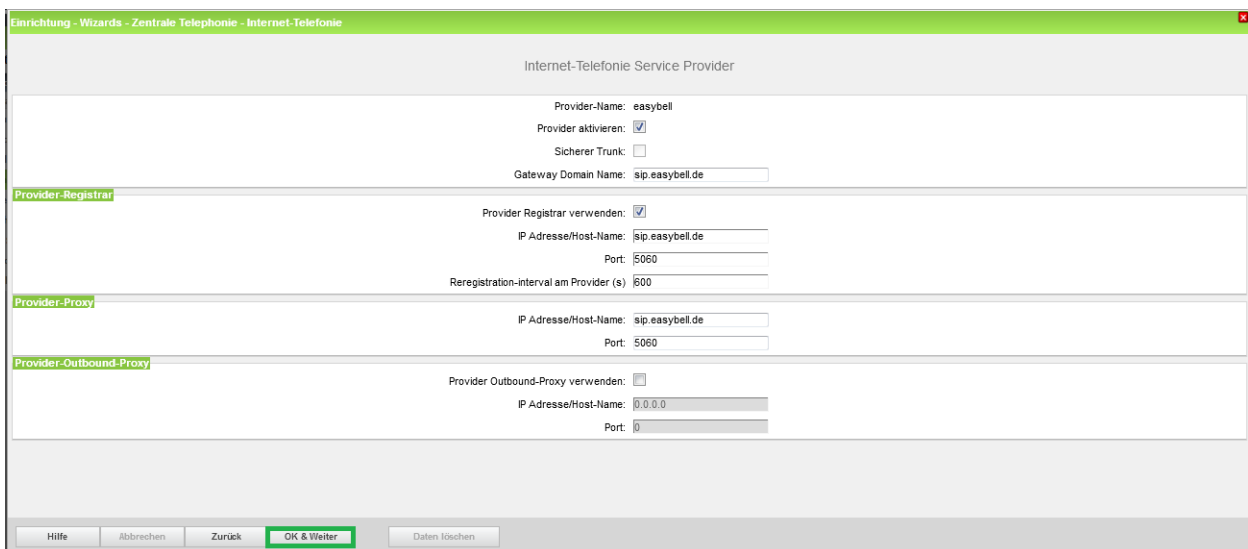 Einrichtung - Wizards - Zentrale Telephonie - Internet-Telefonie
Internet-Telefonie Service Provider
Provider-Name: easybell
Provider aktivieren:
Sicherer Trunk:
Gateway Domain Name: sip.easybell.de
Provider-Registrar
Provider Registrar verwenden:
IP Adresse/Host-Name: sip.easybell.de
Port: 5060
Reregistration-interval am Provider (s) 600
Provider-Proxy
IP Adresse/Host-Name: sip.easybell.de
Port: 5060
Provider-Outbound-Proxy
Provider Outbound-Proxy verwenden:
IP Adresse/Host-Name: 0.0.0.0
Port: 0
Hilfe Abbrechen Zurück OK & Weiter Daten löschen